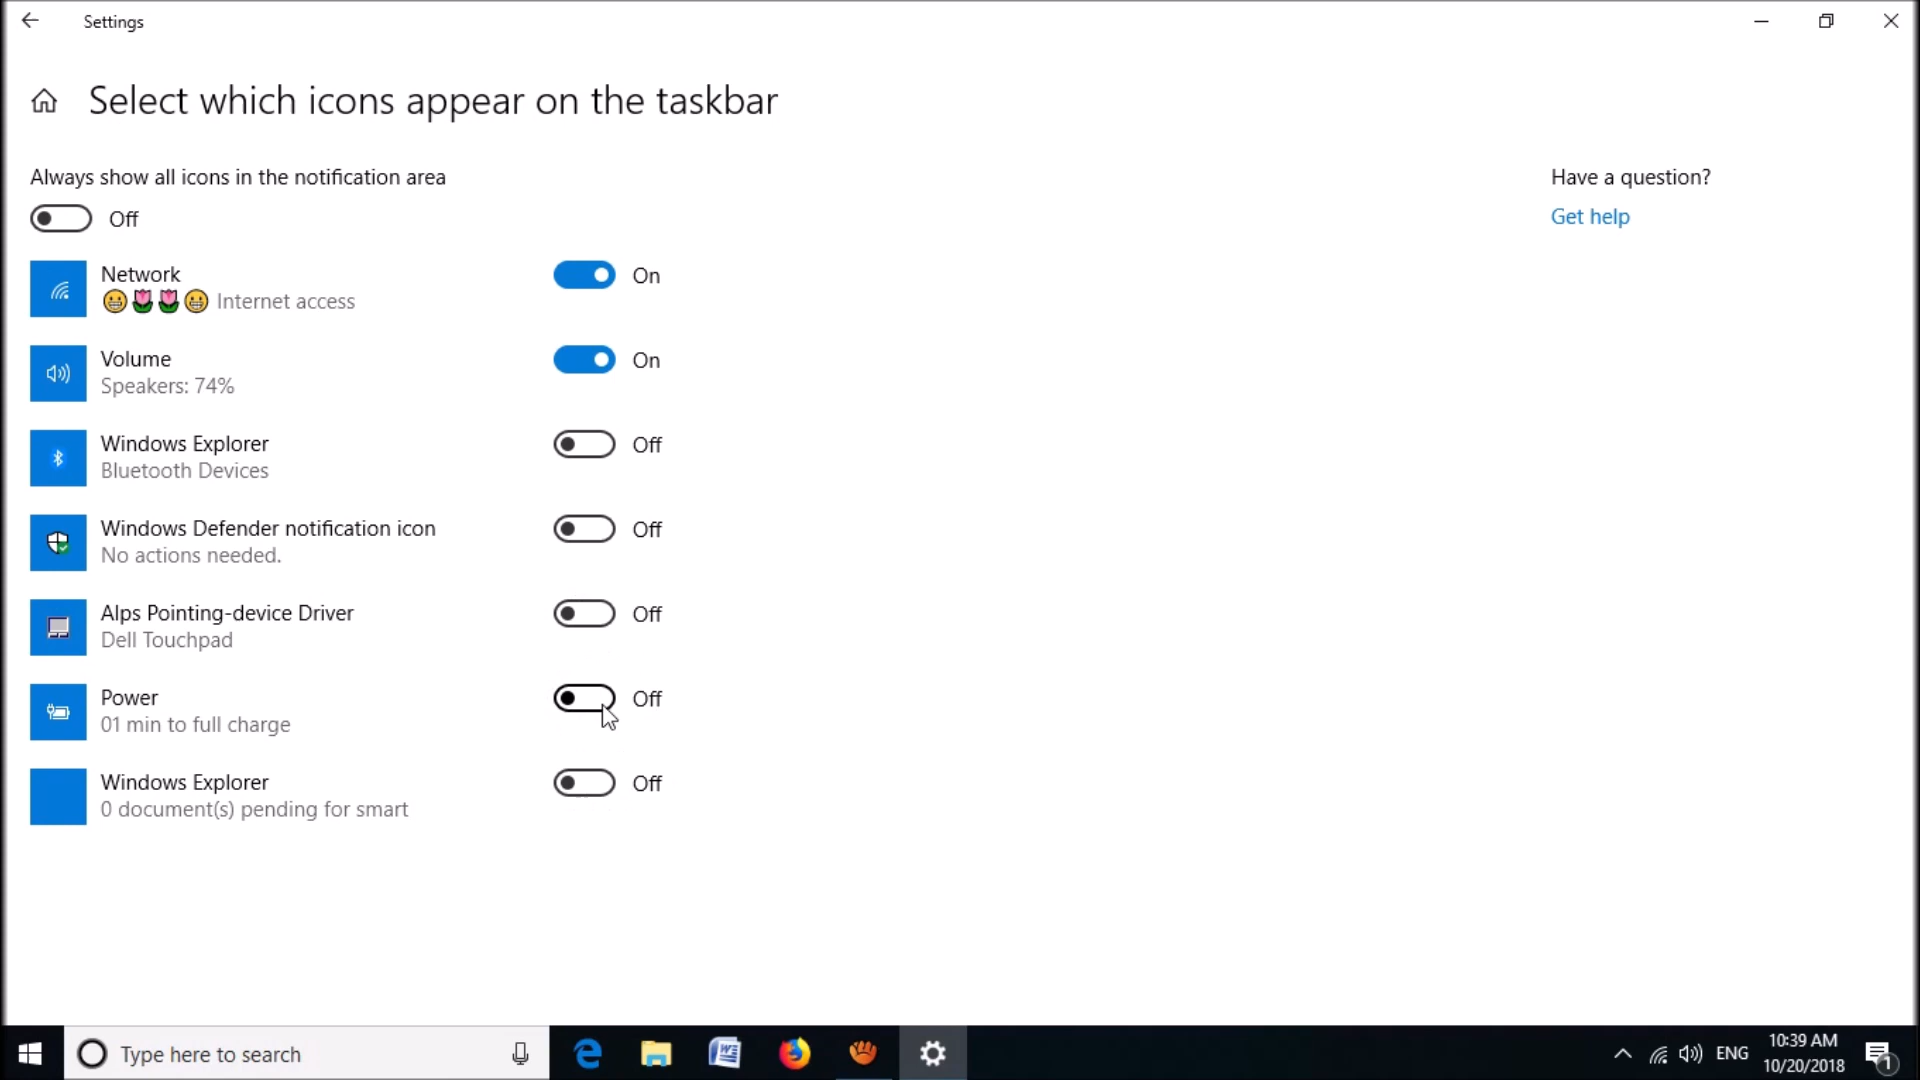 Settings
Select which icons appear on the taskbar
Always show all icons in the notification area
Off
Have a question?
Get help
Network
😀🌷🌷😀 Internet access
On
Volume
Speakers: 74%
On
Windows Explorer
Bluetooth Devices
Off
Windows Defender notification icon
No actions needed.
Off
Alps Pointing-device Driver
Dell Touchpad
Off
Power
01 min to full charge
Off
Windows Explorer
0 document(s) pending for smart
Off
Type here to search
ENG
10:39 AM
10/20/2018
1